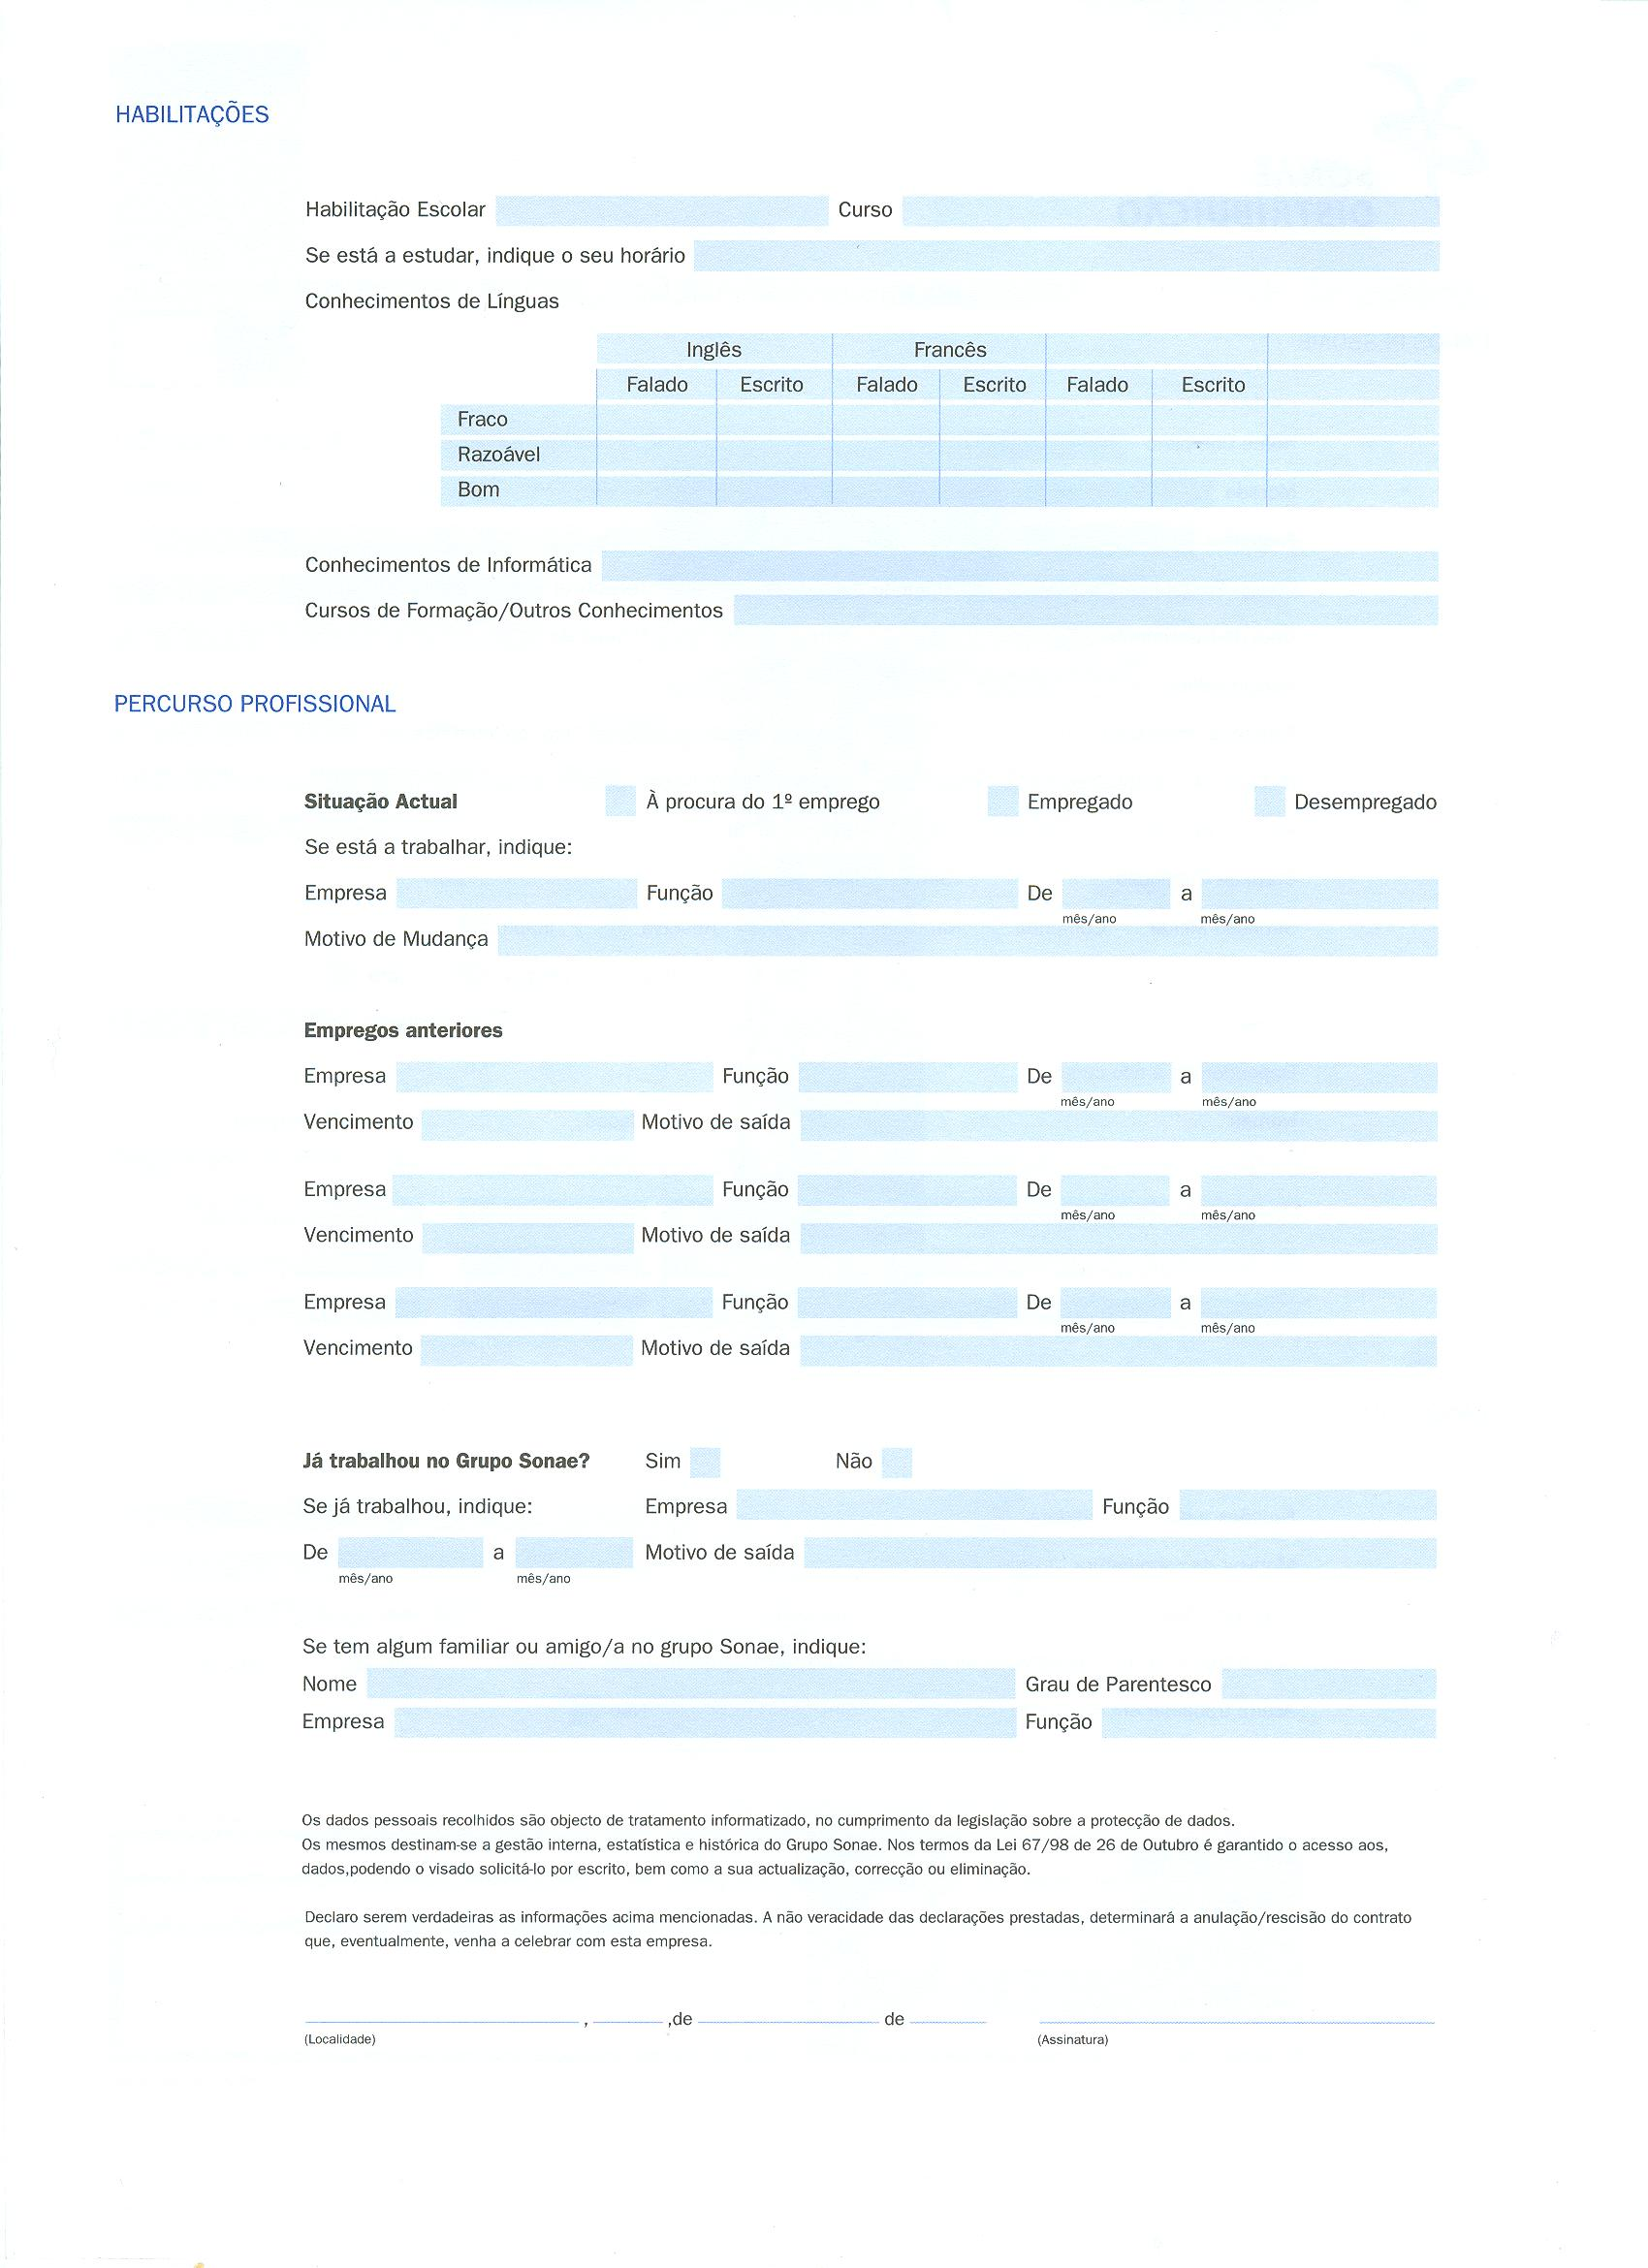 HABILITAÇÕES
Habilitação Escolar Curso
Se está a estudar, indique o seu horário
Conhecimentos de Línguas
Inglês Francês
Falado Escrito Falado Escrito Falado Escrito
Fraco
Razoável
Bom
Conhecimentos de Informática
Cursos de Formação/Outros Conhecimentos
PERCURSO PROFISSIONAL
Situação Actual À procura do 1º emprego Empregado Desempregado
Se está a trabalhar, indique:
Empresa Função De a
mês/ano mês/ano
Motivo de Mudança
Empregos anteriores
Empresa Função De a
mês/ano mês/ano
Vencimento Motivo de saída
Empresa Função De a
mês/ano mês/ano
Vencimento Motivo de saída
Empresa Função De a
mês/ano mês/ano
Vencimento Motivo de saída
Já trabalhou no Grupo Sonae? Sim Não
Se já trabalhou, indique: Empresa Função
De a Motivo de saída
mês/ano mês/ano
Se tem algum familiar ou amigo/a no grupo Sonae, indique:
Nome Grau de Parentesco
Empresa Função
Os dados pessoais recolhidos são objecto de tratamento informatizado, no cumprimento da legislação sobre a protecção de dados.
Os mesmos destinam-se a gestão interna, estatística e histórica do Grupo Sonae. Nos termos da Lei 67/98 de 26 de Outubro é garantido o acesso aos,
dados,podendo o visado solicitá-lo por escrito, bem como a sua actualização, correcção ou eliminação.
Declaro serem verdadeiras as informações acima mencionadas. A não veracidade das declarações prestadas, determinará a anulação/rescisão do contrato
que, eventualmente, venha a celebrar com esta empresa.
, ,de de
(Localidade) (Assinatura)